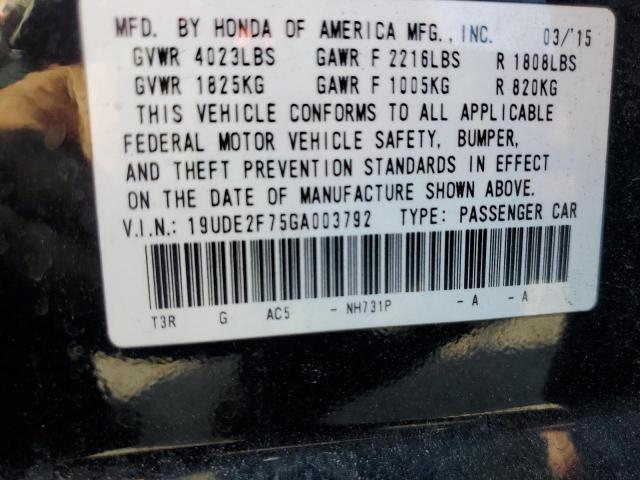 MFD. BY HONDA OF AMERICA MFG., INC. 03/'15
GVWR 4023LBS GAWR F 2216LBS R 1808LBS
GVWR 1825KG GAWR F 1005KG R 820KG
THIS VEHICLE CONFORMS TO ALL APPLICABLE
FEDERAL MOTOR VEHICLE SAFETY, BUMPER,
AND THEFT PREVENTION STANDARDS IN EFFECT
ON THE DATE OF MANUFACTURE SHOWN ABOVE.
V.I.N.: 19UDE2F75GA003792 TYPE: PASSENGER CAR
T3R G AC5 - NH731P - A - A